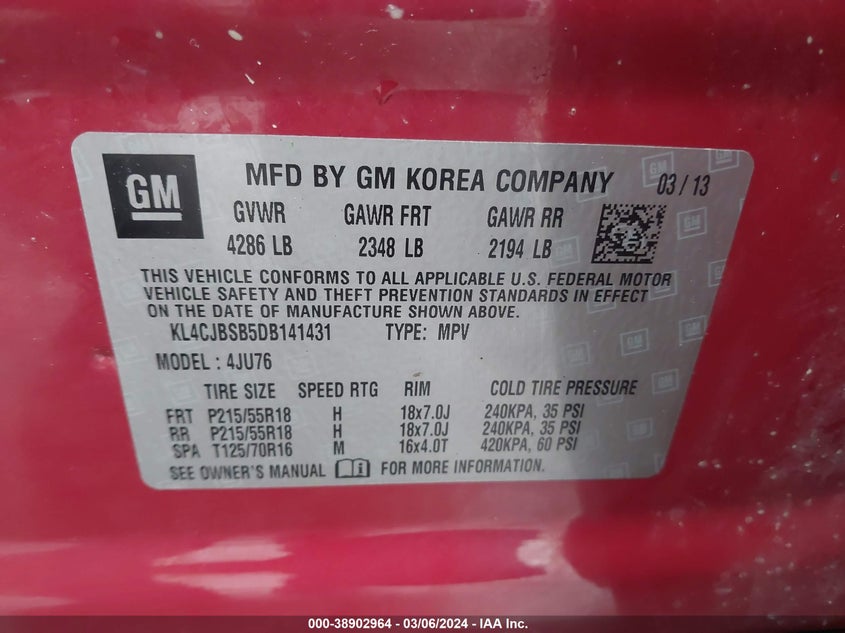 GM
MFD BY GM KOREA COMPANY 03/13
GVWR GAWR FRT GAWR RR
4286 LB 2348 LB 2194 LB
THIS VEHICLE CONFORMS TO ALL APPLICABLE U.S. FEDERAL MOTOR
VEHICLE SAFETY AND THEFT PREVENTION STANDARDS IN EFFECT
ON THE DATE OF MANUFACTURE SHOWN ABOVE.
KL4CJBSB5DB141431 TYPE: MPV
MODEL : 4JU76
TIRE SIZE SPEED RTG RIM COLD TIRE PRESSURE
FRT P215/55R18 H 18x7.0J 240KPA, 35 PSI
RR P215/55R18 H 18x7.0J 240KPA, 35 PSI
SPA T125/70R16 M 16x4.0T 420KPA, 60 PSI
SEE OWNER'S MANUAL FOR MORE INFORMATION.
000-38902964 - 03/06/2024 - IAA Inc.